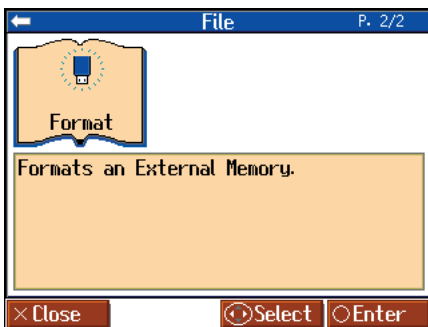 File P. 2/2
Format
Formats an External Memory.
×Close Select ○Enter